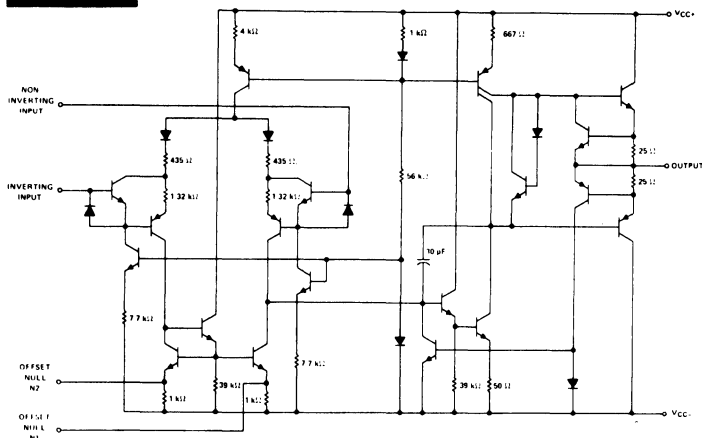 VCC+
4 kΩ
1 kΩ
667 Ω
NON
INVERTING
INPUT
435 Ω
435 Ω
25 Ω
OUTPUT
25 Ω
INVERTING
INPUT
1 32 kΩ
1 32 kΩ
56 kΩ
10 µF
7 7 kΩ
7 7 kΩ
OFFSET
NULL
N2
1 kΩ
39 kΩ
1 kΩ
39 kΩ
50 Ω
VCC-
OFFSET
NULL
N1